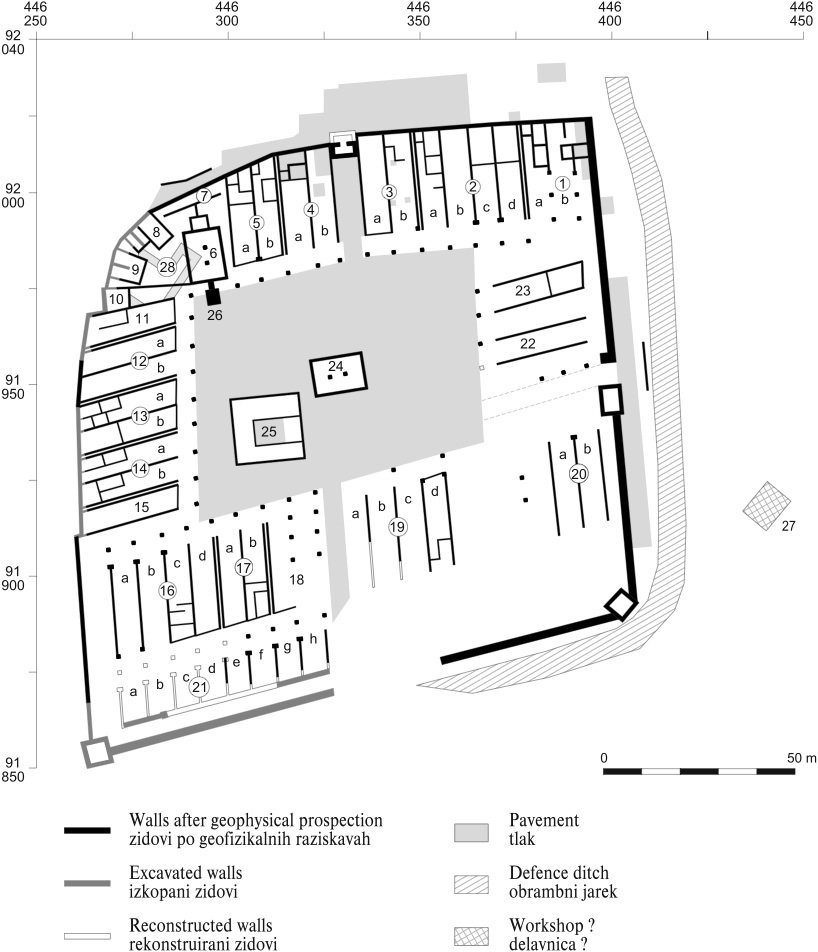 446 446 446 446 446
250 300 350 400 450
92
040
92
000
91
950
91
900
91
850
1
a b
2
a b c d
3
a b
4
a b
5
a b
6
7
8
9
28
10
11
26
12
a
b
13
a
b
14
a
b
15
16
a b c d
17
a b
18
19
a b c d
20
a b
21
a b c d e f g h
22
23
24
25
27
0 50 m
Walls after geophysical prospection
zidovi po geofizikalnih raziskavah
Excavated walls
izkopani zidovi
Reconstructed walls
rekonstruirani zidovi
Pavement
tlak
Defence ditch
obrambni jarek
Workshop ?
delavnica ?